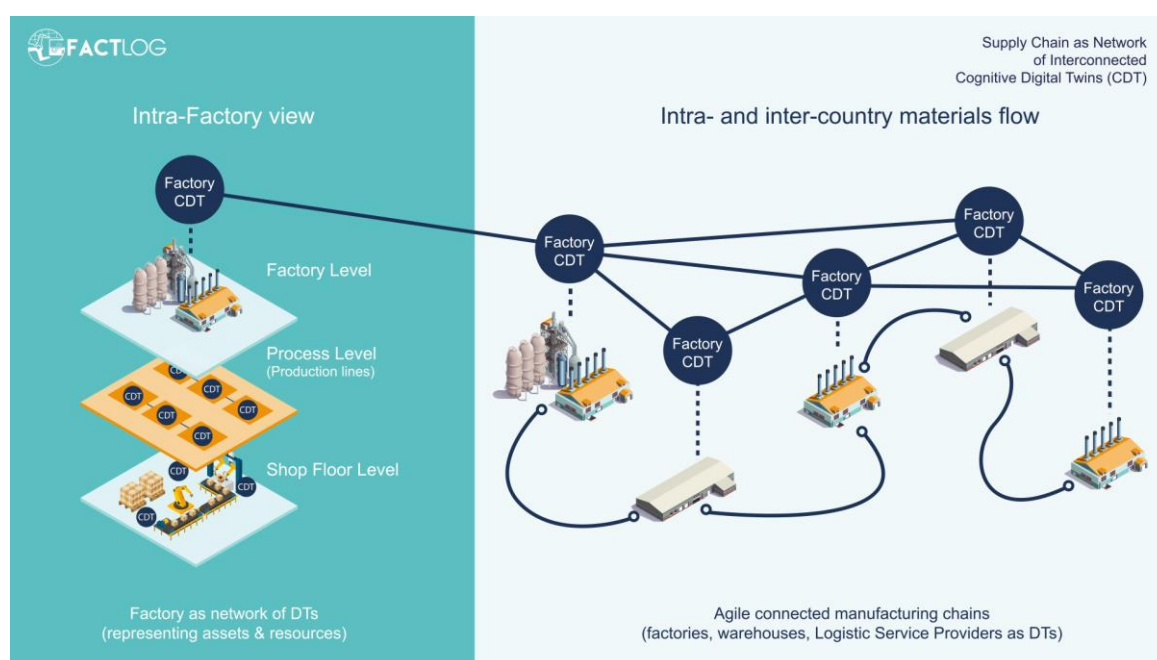 FACTLOG
Supply Chain as Network
of Interconnected
Cognitive Digital Twins (CDT)
Intra-Factory view
Intra- and inter-country materials flow
Factory
CDT
Factory Level
Process Level
(Production lines)
CDT
CDT
CDT
CDT
CDT
CDT
Shop Floor Level
CDT
CDT
CDT
Factory as network of DTs
(representing assets & resources)
Factory
CDT
Factory
CDT
Factory
CDT
Factory
CDT
Factory
CDT
Agile connected manufacturing chains
(factories, warehouses, Logistic Service Providers as DTs)